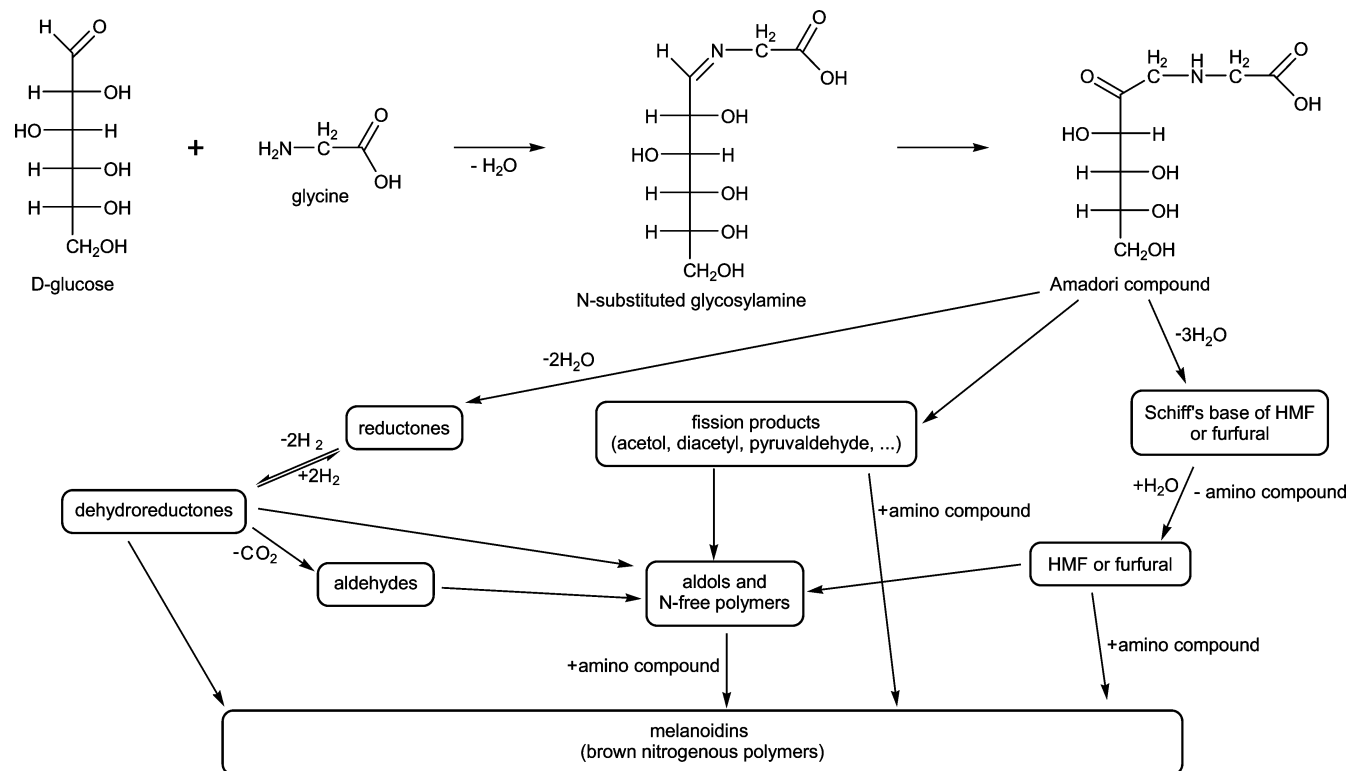 H O
H OH
HO H
H OH
H OH
CH2OH
D-glucose
+
H2N H2 C O OH
glycine
- H2O
H N H2 C O OH
H OH
HO H
H OH
H OH
CH2OH
N-substituted glycosylamine
O H2 C H N H2 C O OH
HO H
H OH
H OH
CH2OH
Amadori compound
-2H2O
-3H2O
reductones
fission products
(acetol, diacetyl, pyruvaldehyde, ...)
Schiff's base of HMF
or furfural
-2H 2
+2H2
+H2O
- amino compound
dehydroreductones
+amino compound
-CO2
aldehydes
aldols and
N-free polymers
HMF or furfural
+amino compound
+amino compound
melanoidins
(brown nitrogenous polymers)